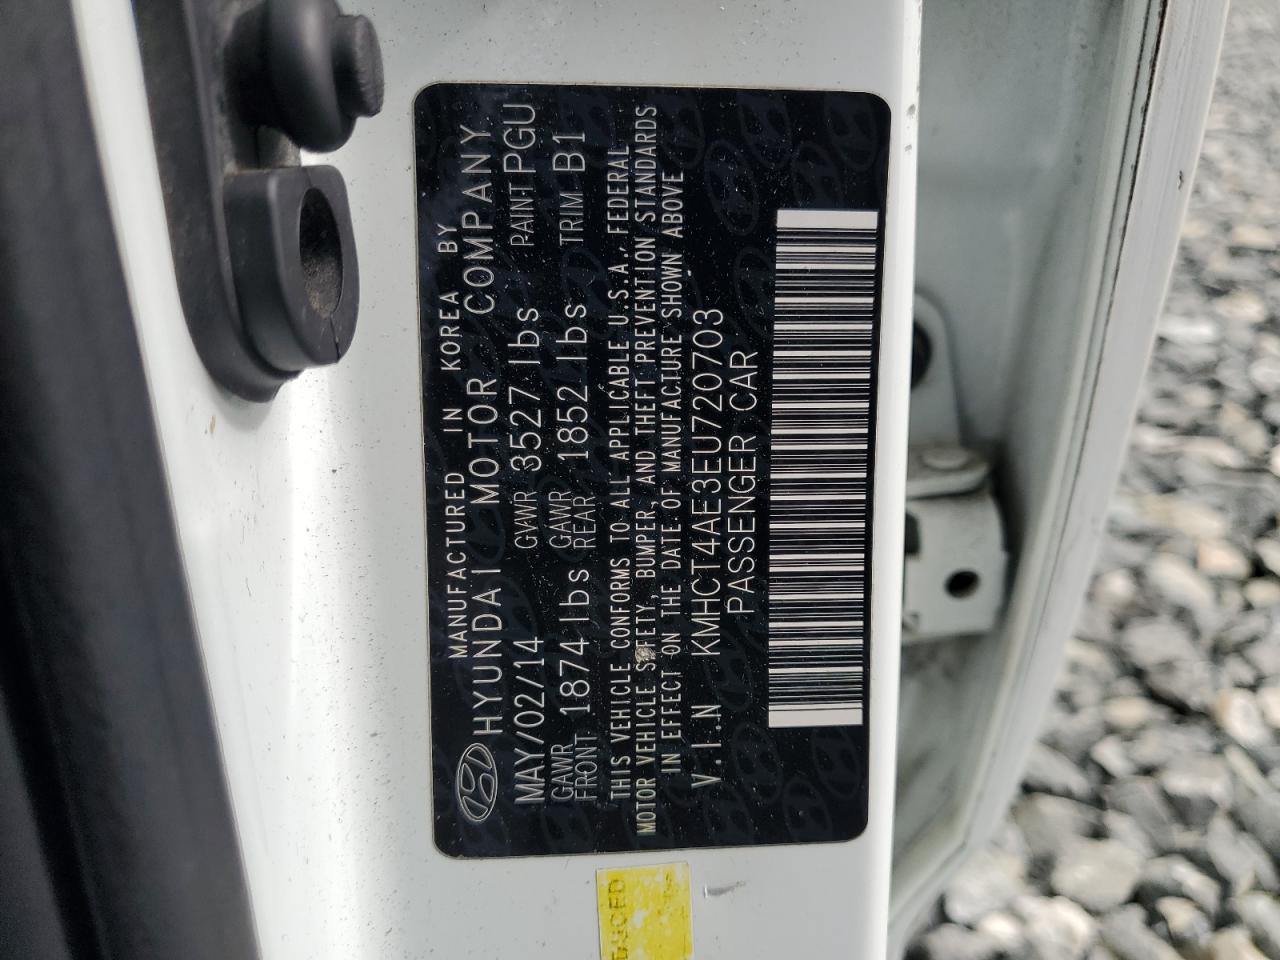 MANUFACTURED IN KOREA BY
HYUNDAI MOTOR COMPANY
MAY/02/14 GVWR 3527 lbs PAINT PGU
GAWR FRONT 1874 lbs GAWR REAR 1852 lbs TRIM B1
THIS VEHICLE CONFORMS TO ALL APPLICABLE U.S.A. FEDERAL
MOTOR VEHICLE SAFETY, BUMPER, AND THEFT PREVENTION STANDARDS
IN EFFECT ON THE DATE OF MANUFACTURE SHOWN ABOVE
V.I.N KMHCT4AE3EU720703
PASSENGER CAR